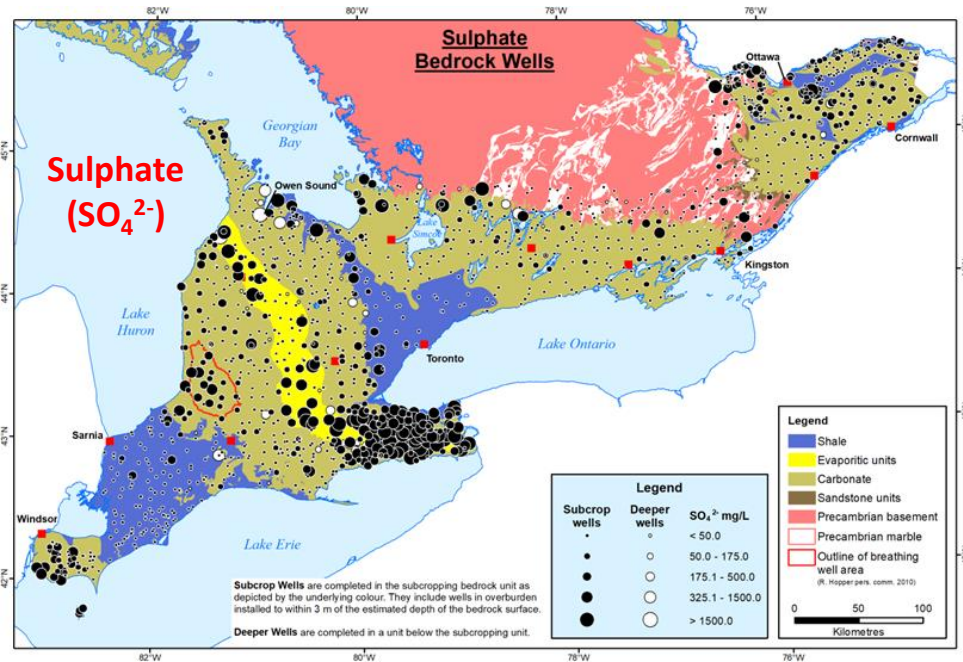 82°W
80°W
78°W
76°W
Sulphate
Bedrock Wells
Sulphate
(SO₄²⁻)
Georgian
Bay
Owen Sound
Lake
Simcoe
Ottawa
Cornwall
Kingston
45°N
44°N
43°N
42°N
Lake
Huron
Toronto
Lake Ontario
Sarnia
Windsor
Lake Erie
Subcrop Wells are completed in the subcropping bedrock unit as
depicted by the underlying colour. They include wells in overburden
installed to within 3 m of the estimated depth of the bedrock surface.
Deeper Wells are completed in a unit below the subcropping unit.
Legend
Subcrop wells
Deeper wells
SO₄²⁻ mg/L
< 50.0
50.0 - 175.0
175.1 - 500.0
325.1 - 1500.0
> 1500.0
Legend
Shale
Evaporitic units
Carbonate
Sandstone units
Precambrian basement
Precambrian marble
Outline of breathing
well area
(R. Hopper pers. comm. 2010)
0 50 100
Kilometres
82°W
80°W
78°W
76°W